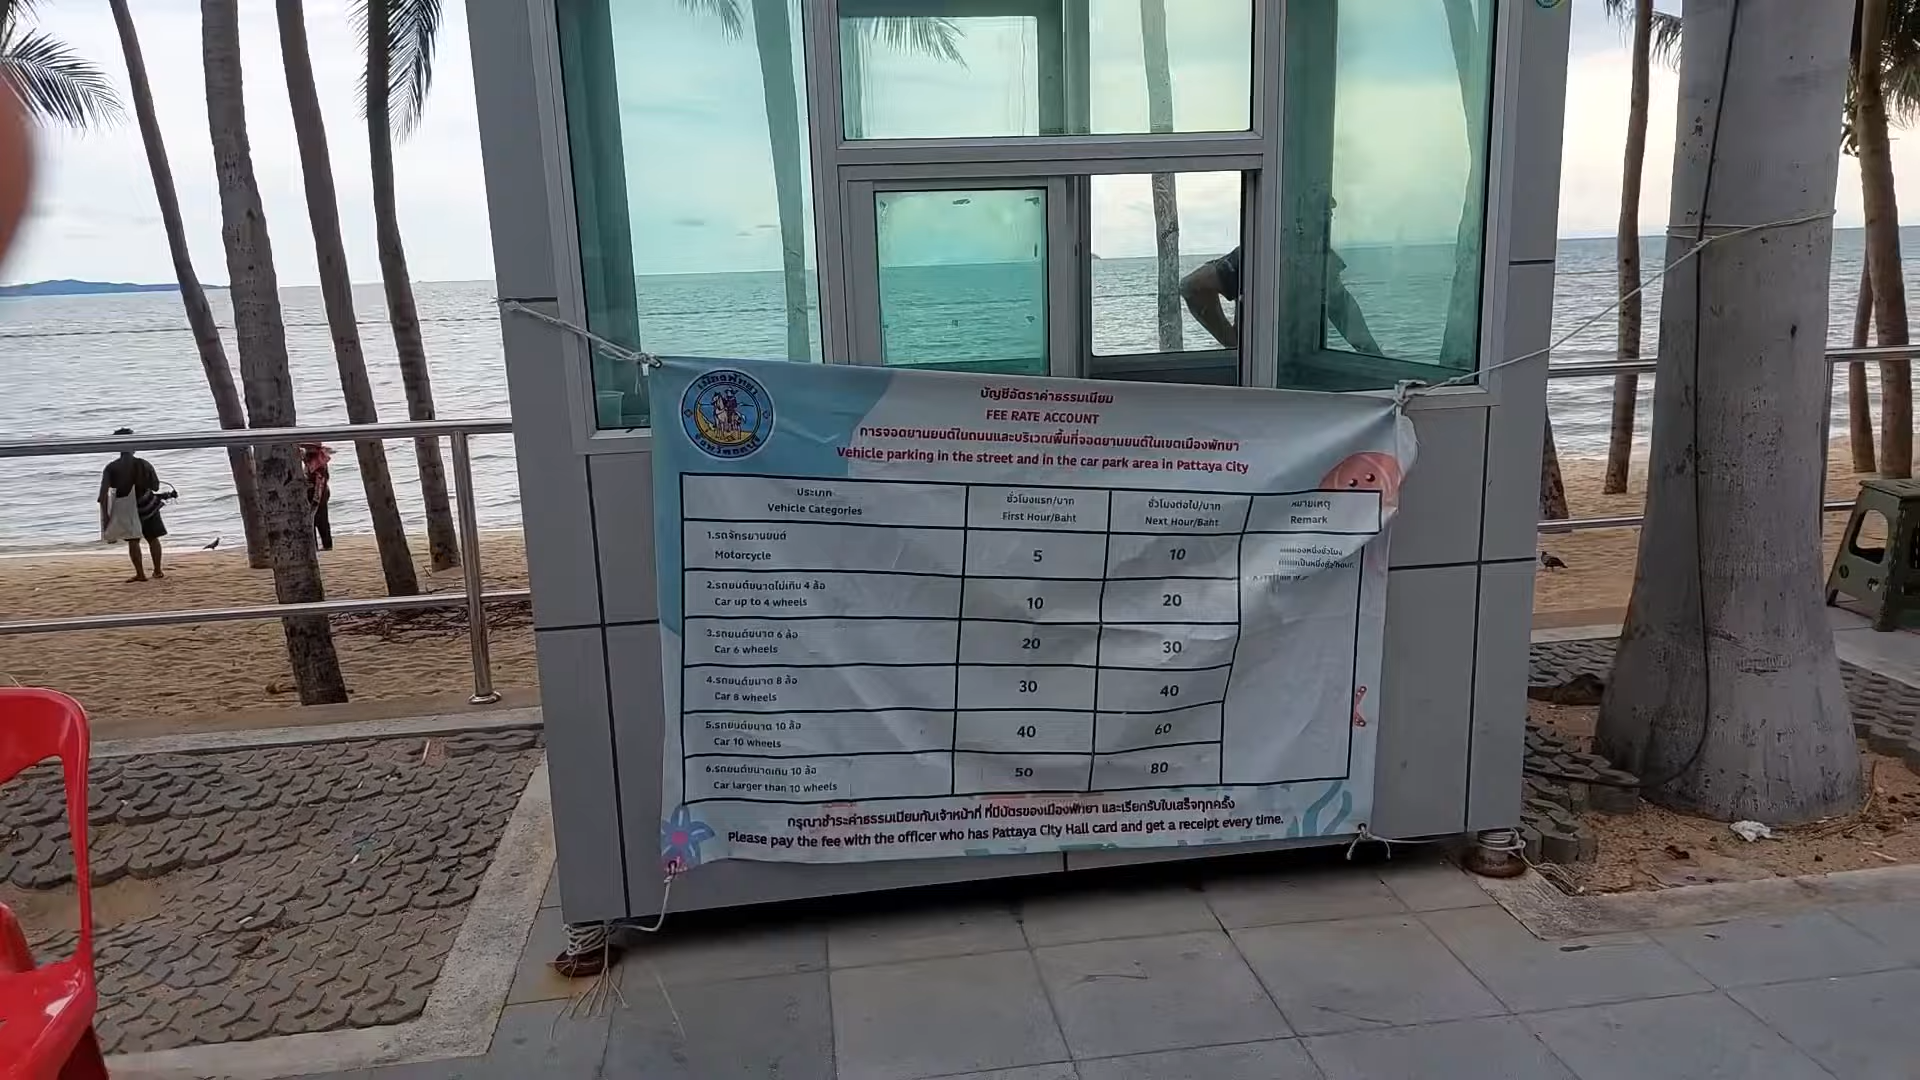 เมืองพัทยา
จังหวัดชลบุรี
บัญชีอัตราค่าธรรมเนียม
FEE RATE ACCOUNT
การจอดยานยนต์ในถนนและบริเวณพื้นที่จอดยานยนต์ในเขตเมืองพัทยา
Vehicle parking in the street and in the car park area in Pattaya City
ประเภท ชั่วโมงแรก/บาท ชั่วโมงต่อไป/บาท หมายเหตุ
Vehicle Categories First Hour/Baht Next Hour/Baht Remark
1.รถจักรยานยนต์
Motorcycle 5 10
2.รถยนต์ขนาดไม่เกิน 4 ล้อ
Car up to 4 wheels 10 20
3.รถยนต์ขนาด 6 ล้อ
Car 6 wheels 20 30
4.รถยนต์ขนาด 8 ล้อ
Car 8 wheels 30 40
5.รถยนต์ขนาด 10 ล้อ
Car 10 wheels 40 60
6.รถยนต์ขนาดเกิน 10 ล้อ
Car larger than 10 wheels 50 80
กรุณาชำระค่าธรรมเนียมกับเจ้าหน้าที่ ที่มีบัตรของเมืองพัทยา และเรียกรับใบเสร็จทุกครั้ง
Please pay the fee with the officer who has Pattaya City Hall card and get a receipt every time.